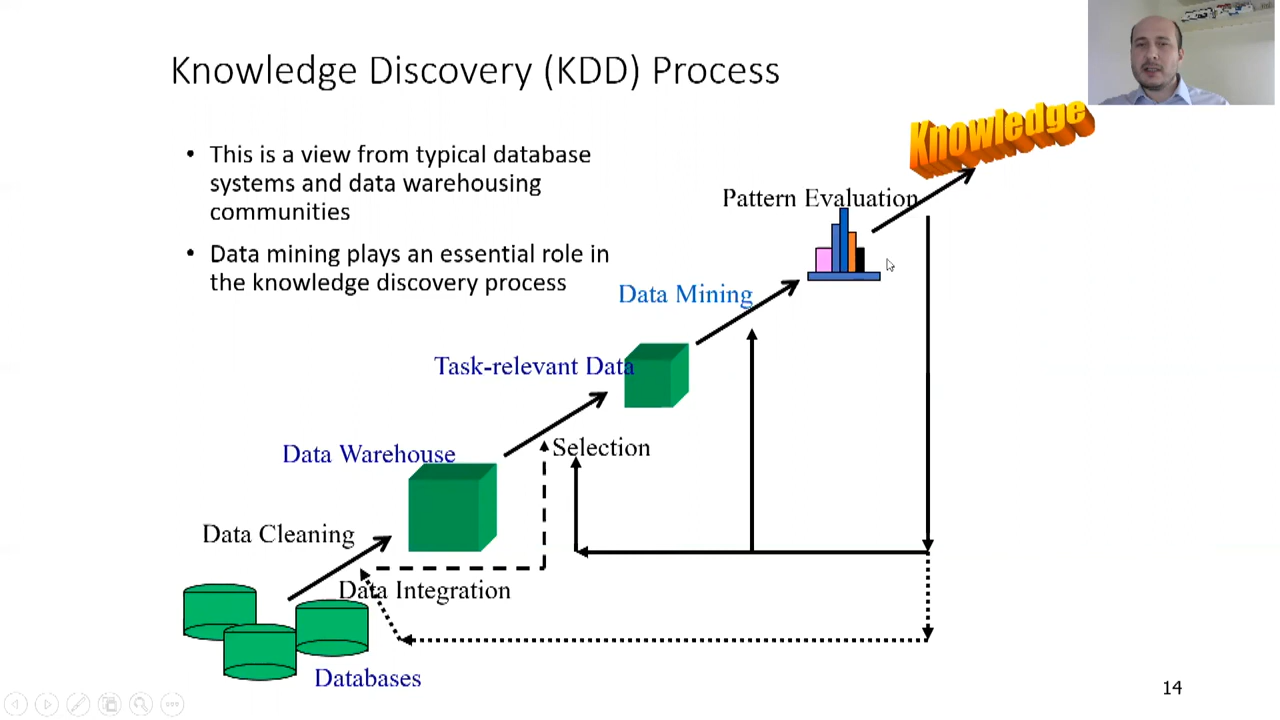 Knowledge Discovery (KDD) Process
• This is a view from typical database
systems and data warehousing
communities
• Data mining plays an essential role in
the knowledge discovery process
Knowledge
Pattern Evaluation
Data Mining
Task-relevant Data
Selection
Data Warehouse
Data Cleaning
Data Integration
Databases
14